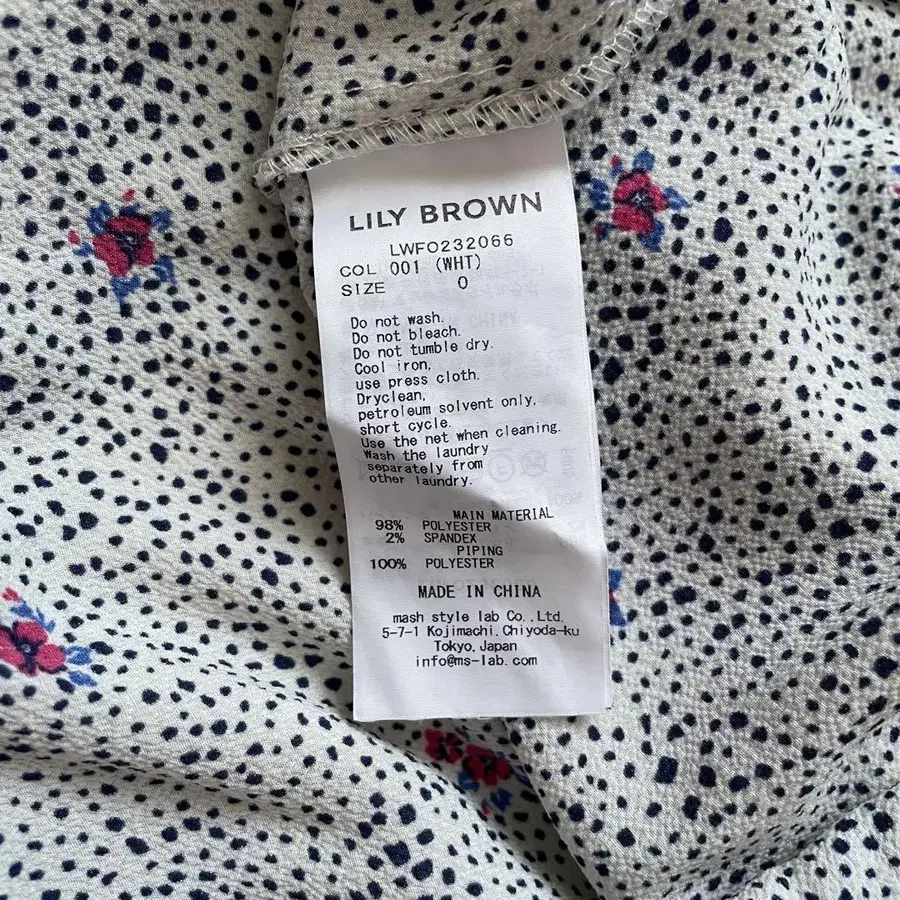 LILY BROWN
LWFO232066
COL 001 (WHT)
SIZE 0
Do not wash.
Do not bleach.
Do not tumble dry.
Cool iron,
use press cloth.
Dryclean,
petroleum solvent only,
short cycle.
Use the net when cleaning.
Wash the laundry
separately from
other laundry.
MAIN MATERIAL
98% POLYESTER
2% SPANDEX
PIPING
100% POLYESTER
MADE IN CHINA
mash style lab Co.,Ltd.
5-7-1 Kojimachi.Chiyoda-ku
Tokyo,Japan
info@ms-lab.com